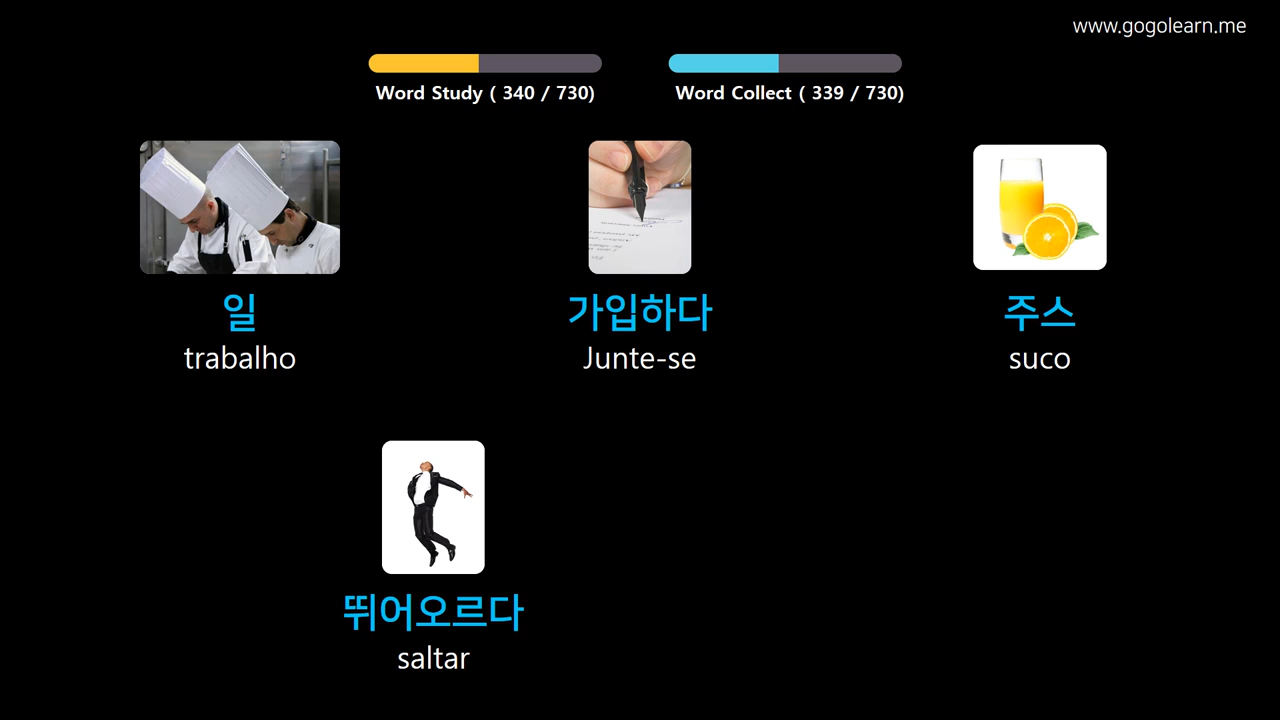 www.gogolearn.me
Word Study ( 340 / 730)
Word Collect ( 339 / 730)
일
trabalho
가입하다
Junte-se
주스
suco
뛰어오르다
saltar